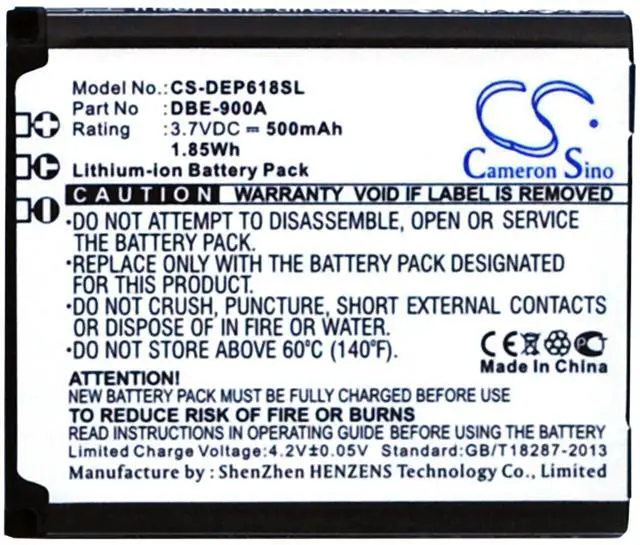 Model No.: CS-DEP618SL
Part No : DBE-900A
Rating : 3.7VDC ⎓ 500mAh
1.85Wh
Lithium-ion Battery Pack
CS
Cameron Sino
CAUTION WARRANTY VOID IF LABEL IS REMOVED
·DO NOT ATTEMPT TO DISASSEMBLE, OPEN OR SERVICE
THE BATTERY PACK.
·REPLACE ONLY WITH THE BATTERY PACK DESIGNATED
FOR THIS PRODUCT.
·DO NOT CRUSH, PUNCTURE, SHORT EXTERNAL CONTACTS
OR DISPOSE OF IN FIRE OR WATER.
·DO NOT STORE ABOVE 60°C (140°F).
CE PC
Made In China
ATTENTION!
NEW BATTERY PACK MUST BE FULLY CHARGED BEFORE USE
TO REDUCE RISK OF FIRE OR BATTERY
READ INSTRUCTIONS IN OPERATING GUIDE BEFORE USE
Limited Charge Voltage:4.2V±0.05V Standard:GB/T18287-2013
Manufacture by : ShenZhen HENZENS Technology Co.,Limited